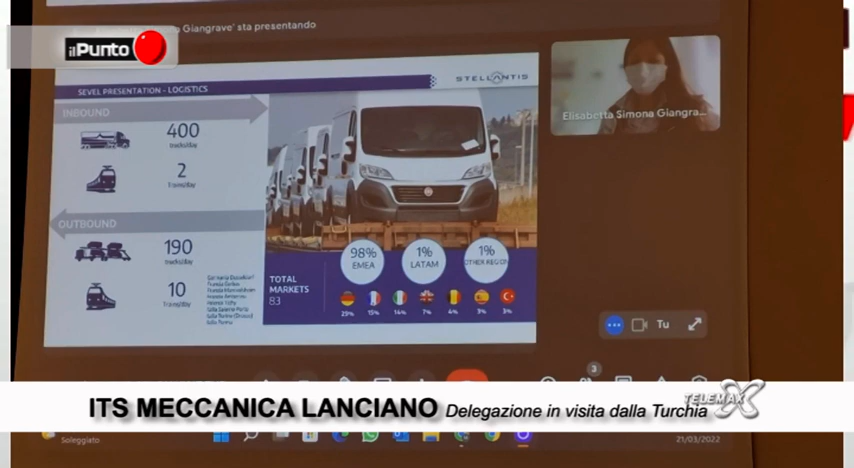 Giangrave' sta presentando
ilPunto
STELLANTIS
SEVEL PRESENTATION - LOGISTICS
INBOUND
400
trucks/day
2
Trains/day
OUTBOUND
190
trucks/day
10
Trains/day
98%
EMEA
1%
LATAM
1%
OTHER REGION
TOTAL
MARKETS
83
29% 15% 14% 7% 4% 3% 3%
Elisabetta Simona Giangra...
Tu
3
ITS MECCANICA LANCIANO Delegazione in visita dalla Turchia
TELEMAX
Soleggiato
21/03/2022